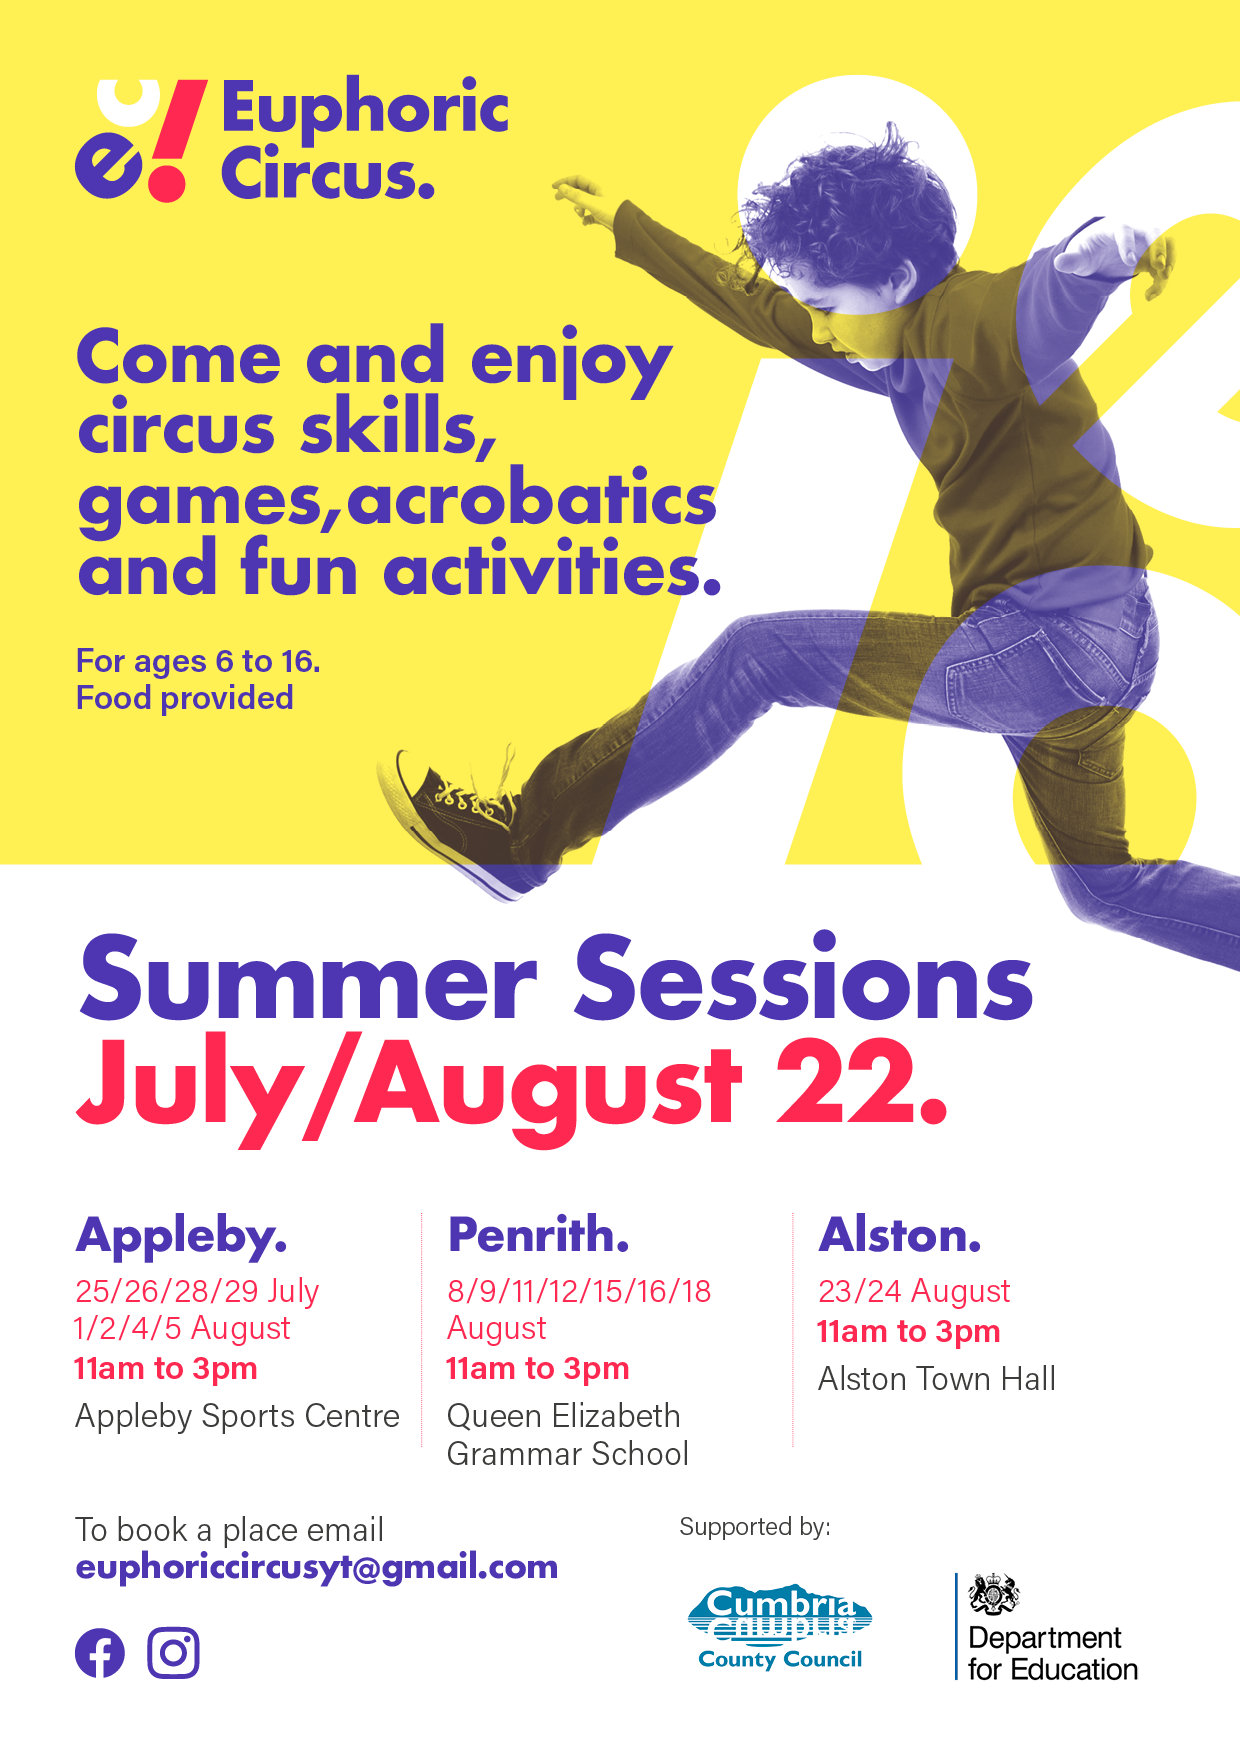 Euphoric
Circus.
Come and enjoy
circus skills,
games,acrobatics
and fun activities.
For ages 6 to 16.
Food provided
Summer Sessions
July/August 22.
Appleby.
25/26/28/29 July
1/2/4/5 August
11am to 3pm
Appleby Sports Centre
Penrith.
8/9/11/12/15/16/18
August
11am to 3pm
Queen Elizabeth
Grammar School
Alston.
23/24 August
11am to 3pm
Alston Town Hall
To book a place email
euphoriccircusyt@gmail.com
Supported by:
Cumbria
County Council
Department
for Education